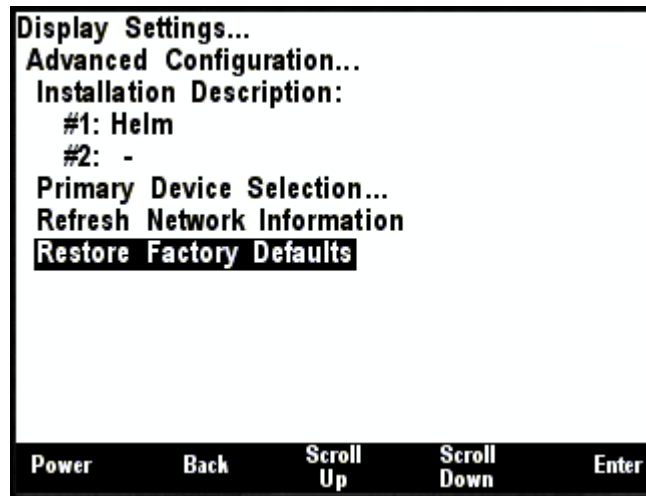 Display Settings...
Advanced Configuration...
Installation Description:
#1: Helm
#2: -
Primary Device Selection...
Refresh Network Information
Restore Factory Defaults
Power Back Scroll Up Scroll Down Enter